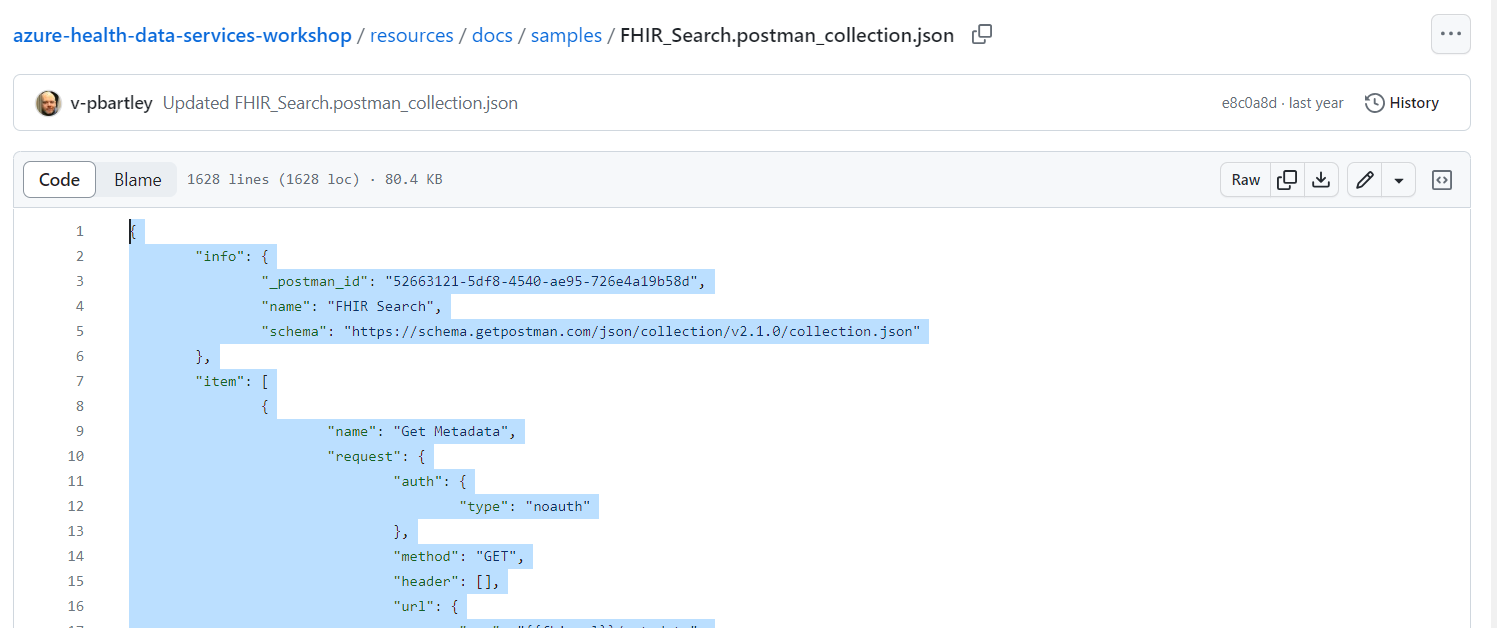 azure-health-data-services-workshop / resources / docs / samples / FHIR_Search.postman_collection.json
v-pbartley Updated FHIR_Search.postman_collection.json e8c0a8d · last year History
Code Blame 1628 lines (1628 loc) · 80.4 KB Raw
1 {
2 "info": {
3 "_postman_id": "52663121-5df8-4540-ae95-726e4a19b58d",
4 "name": "FHIR Search",
5 "schema": "https://schema.getpostman.com/json/collection/v2.1.0/collection.json"
6 },
7 "item": [
8 {
9 "name": "Get Metadata",
10 "request": {
11 "auth": {
12 "type": "noauth"
13 },
14 "method": "GET",
15 "header": [],
16 "url": {